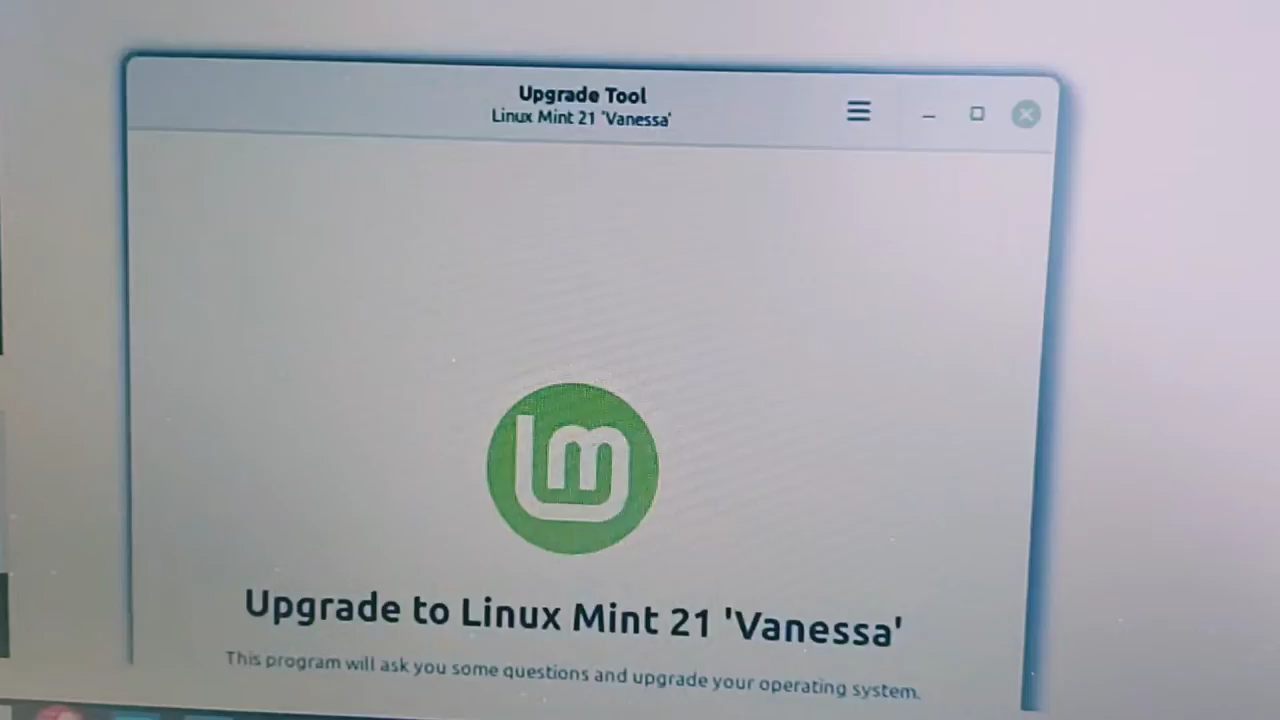 Upgrade Tool
Linux Mint 21 'Vanessa'
lm
Upgrade to Linux Mint 21 'Vanessa'
This program will ask you some questions and upgrade your operating system.